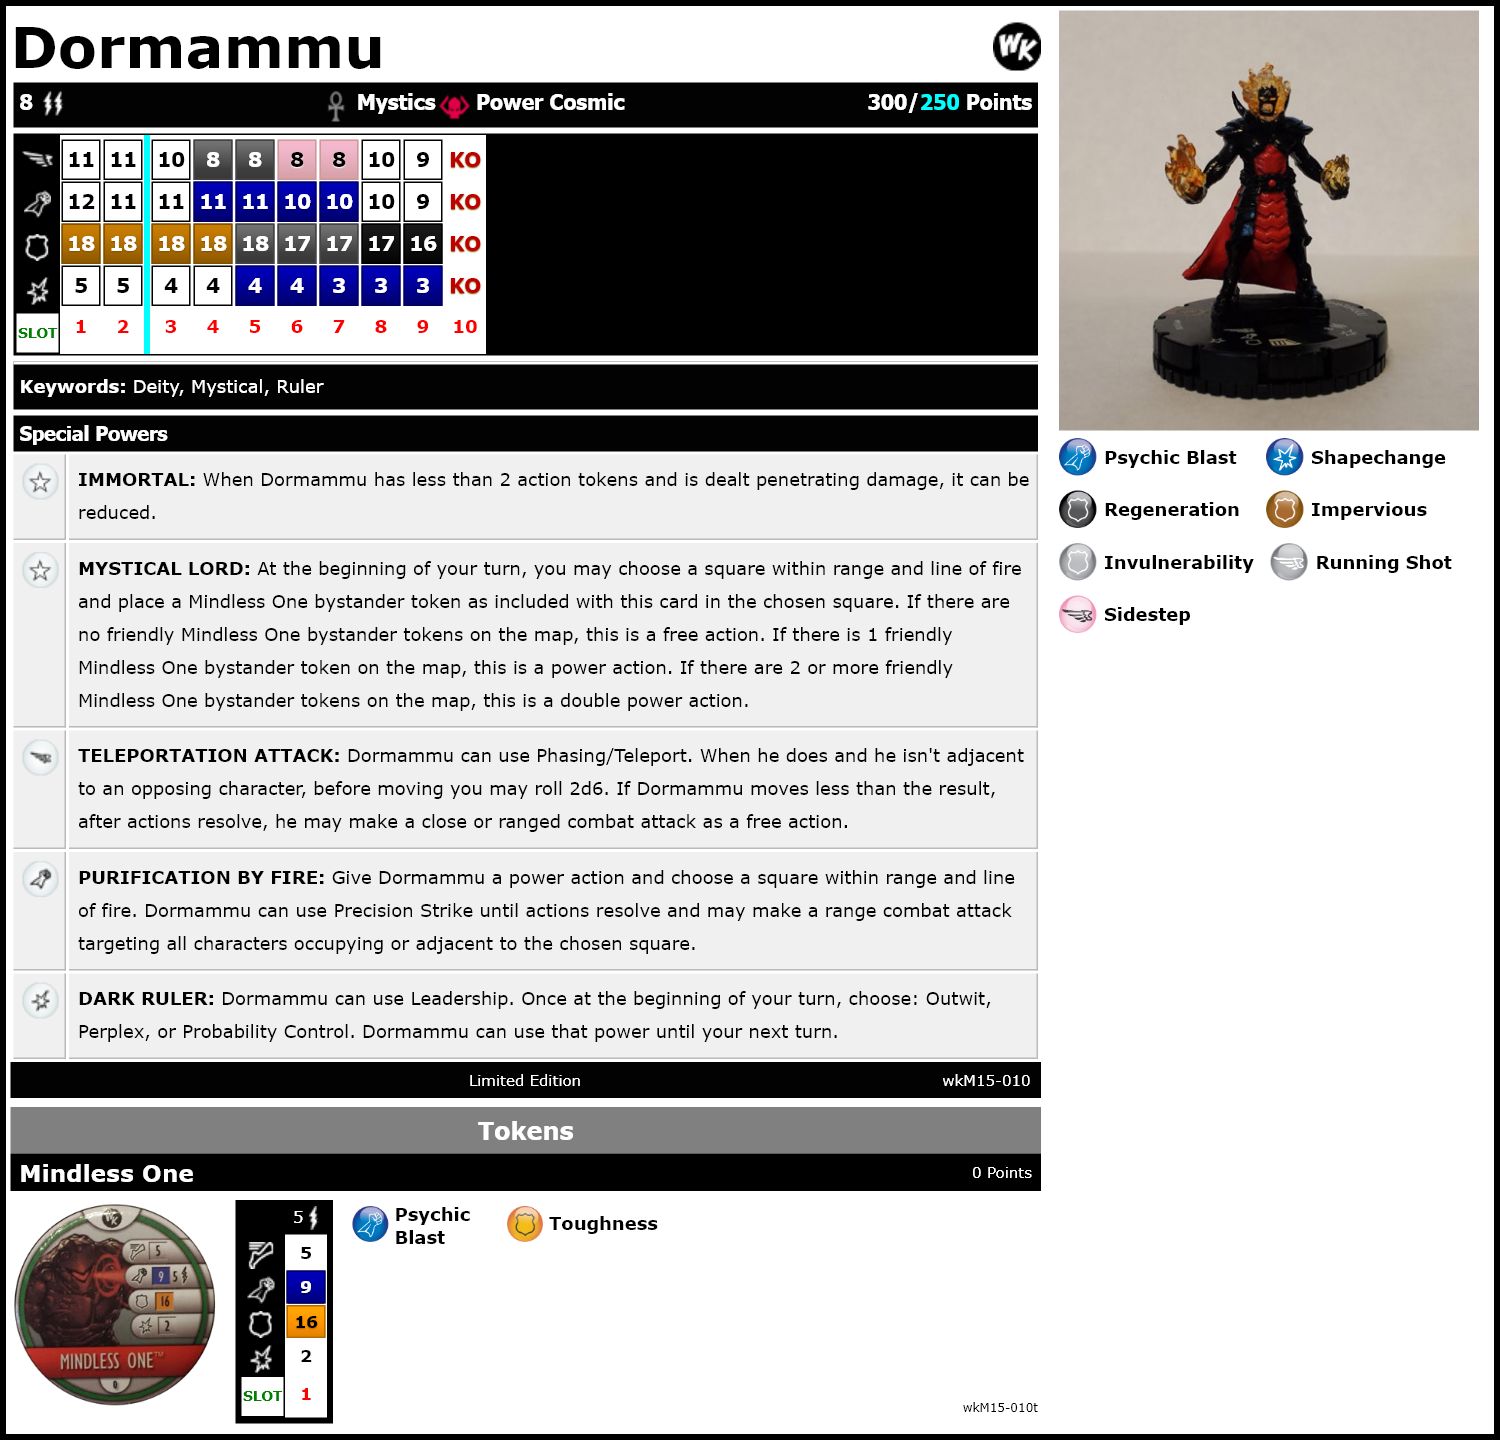 Dormammu
WK
8 Mystics Power Cosmic 300/250 Points
11 11 10 8 8 8 8 10 9 KO
12 11 11 11 11 10 10 10 9 KO
18 18 18 18 18 17 17 17 16 KO
5 5 4 4 4 4 3 3 3 KO
SLOT 1 2 3 4 5 6 7 8 9 10
Keywords: Deity, Mystical, Ruler
Special Powers
IMMORTAL: When Dormammu has less than 2 action tokens and is dealt penetrating damage, it can be
reduced.
MYSTICAL LORD: At the beginning of your turn, you may choose a square within range and line of fire
and place a Mindless One bystander token as included with this card in the chosen square. If there are
no friendly Mindless One bystander tokens on the map, this is a free action. If there is 1 friendly
Mindless One bystander token on the map, this is a power action. If there are 2 or more friendly
Mindless One bystander tokens on the map, this is a double power action.
TELEPORTATION ATTACK: Dormammu can use Phasing/Teleport. When he does and he isn't adjacent
to an opposing character, before moving you may roll 2d6. If Dormammu moves less than the result,
after actions resolve, he may make a close or ranged combat attack as a free action.
PURIFICATION BY FIRE: Give Dormammu a power action and choose a square within range and line
of fire. Dormammu can use Precision Strike until actions resolve and may make a range combat attack
targeting all characters occupying or adjacent to the chosen square.
DARK RULER: Dormammu can use Leadership. Once at the beginning of your turn, choose: Outwit,
Perplex, or Probability Control. Dormammu can use that power until your next turn.
Limited Edition wkM15-010
Psychic Blast Shapechange
Regeneration Impervious
Invulnerability Running Shot
Sidestep
Tokens
Mindless One 0 Points
WK
5
9 5
16
2
MINDLESS ONE™
0
5
5
9
16
2
SLOT 1
Psychic
Blast
Toughness
wkM15-010t